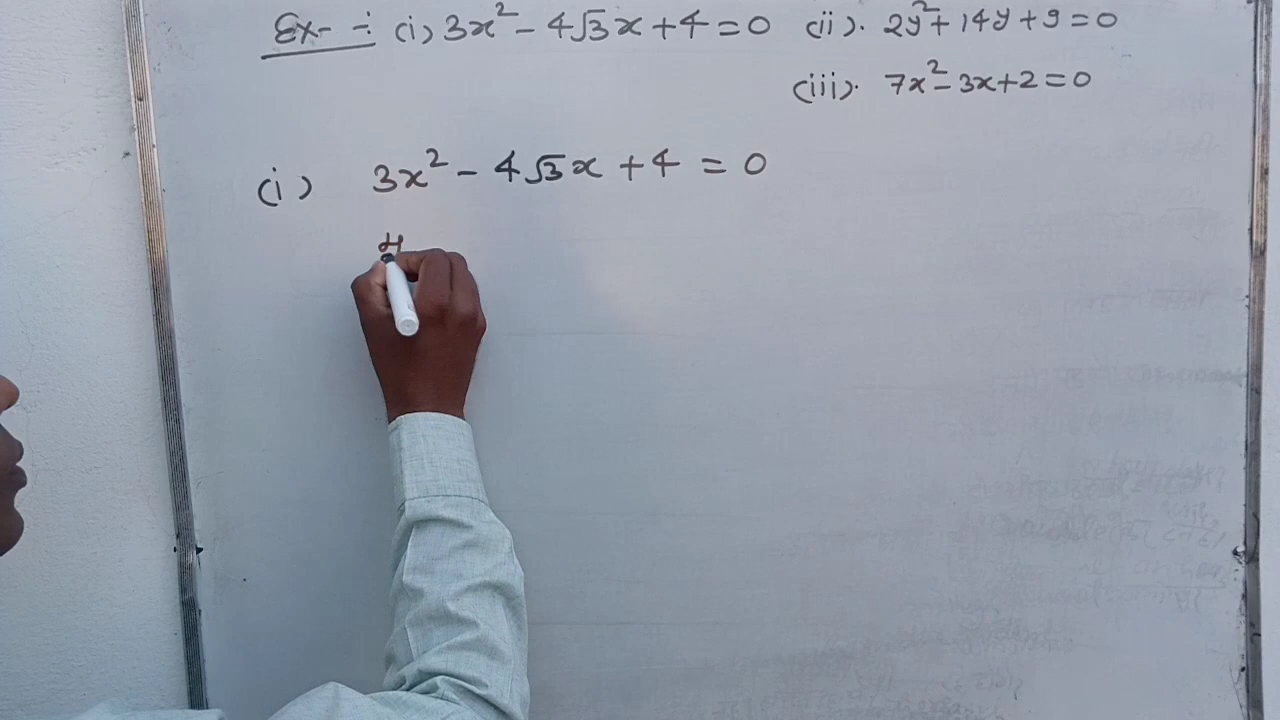 Ex- -: (i) 3x² - 4√3x + 4 = 0 (ii). 2y² + 14y + 9 = 0
(iii). 7x² - 3x + 2 = 0
(i) 3x² - 4√3x + 4 = 0